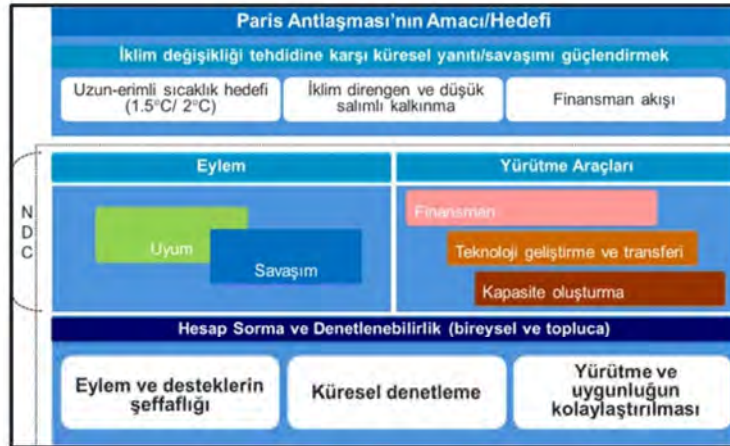 Paris Antlaşması'nın Amacı/Hedefi
İklim değişikliği tehdidine karşı küresel yanıtı/savaşımı güçlendirmek
Uzun-erimli sıcaklık hedefi
(1.5°C/ 2°C)
İklim direngen ve düşük
salımlı kalkınma
Finansman akışı
N
D
C
Eylem
Uyum
Savaşım
Yürütme Araçları
Finansman
Teknoloji geliştirme ve transferi
Kapasite oluşturma
Hesap Sorma ve Denetlenebilirlik (bireysel ve topluca)
Eylem ve desteklerin
şeffaflığı
Küresel denetleme
Yürütme ve
uygunluğun
kolaylaştırılması